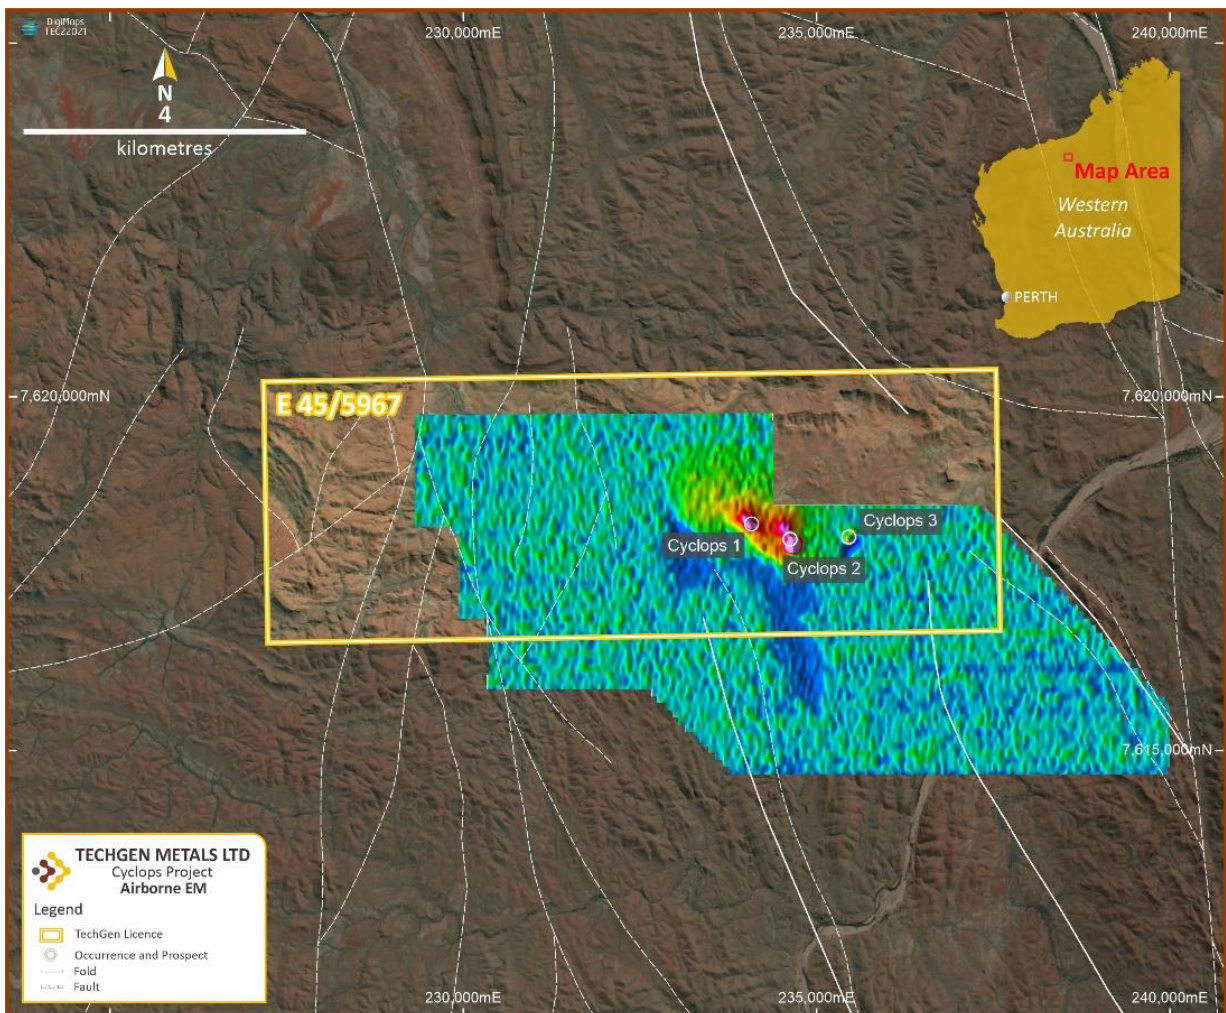 DigiMaps
TEC22021
230,000mE
235,000mE
240,000mE
N
4
kilometres
Map Area
Western
Australia
PERTH
7,620,000mN
7,620,000mN
E 45/5967
Cyclops 3
Cyclops 1
Cyclops 2
7,615,000mN
TECHGEN METALS LTD
Cyclops Project
Airborne EM
Legend
TechGen Licence
Occurrence and Prospect
Fold
Fault
230,000mE
235,000mE
240,000mE